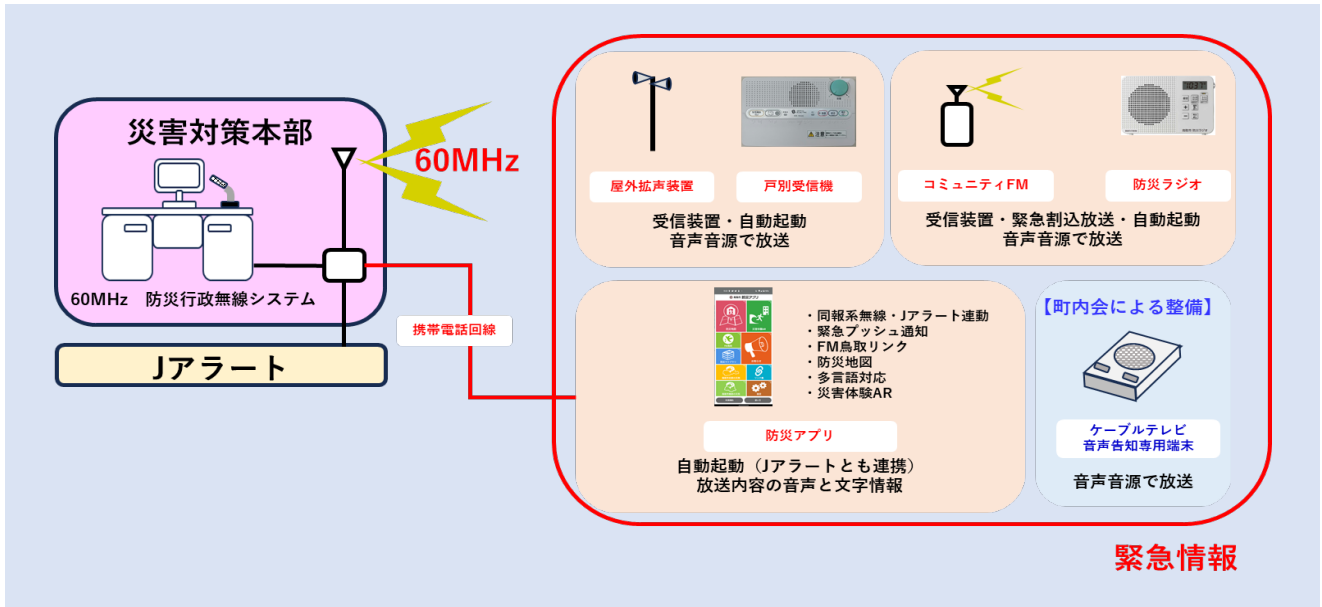 災害対策本部
60MHz 防災行政無線システム
Jアラート
60MHz
携帯電話回線
屋外拡声装置
戸別受信機
受信装置・自動起動
音声音源で放送
コミュニティFM
防災ラジオ
受信装置・緊急割込放送・自動起動
音声音源で放送
・同報系無線・Jアラート連動
・緊急プッシュ通知
・FM鳥取リンク
・防災地図
・多言語対応
・災害体験AR
防災アプリ
自動起動（Jアラートとも連携）
放送内容の音声と文字情報
【町内会による整備】
ケーブルテレビ
音声告知専用端末
音声音源で放送
緊急情報